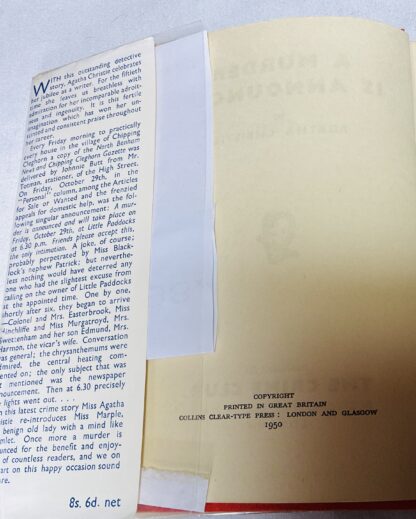 WITH this outstanding detective
story, Agatha Christie celebrates
her jubilee as a writer. For the fiftieth
time she leaves us breathless with
admiration for her incomparable adroit-
ness and ingenuity. It is this fertile
imagination which has won her un-
stinted and consistent praise throughout
her career.
Every Friday morning to practically
every house in the village of Chipping
Cleghorn a copy of the North Benham
News and Chipping Cleghorn Gazette was
delivered by Johnnie Butt from Mr.
Totman, stationer, of the High Street.
On Friday, October 29th, in the
"Personal" column, among the Articles
for Sale or Wanted and the frenzied
appeals for domestic help, was the fol-
lowing singular announcement: A mur-
der is announced and will take place on
Friday, October 29th, at Little Paddocks
at 6.30 p.m. Friends please accept this,
the only intimation. A joke, of course;
probably perpetrated by Miss Black-
lock's nephew Patrick; but neverthe-
less nothing would have deterred any
one who had the slightest excuse from
calling on the owner of Little Paddocks
at the appointed time. One by one,
shortly after six, they began to arrive
—Colonel and Mrs. Easterbrook, Miss
Hinchliffe and Miss Murgatroyd, Mrs.
Swettenham and her son Edmund, Mrs.
Harmon, the vicar's wife. Conversation
was general; the chrysanthemums were
admired, the central heating com-
mented on; the only subject that was
not mentioned was the newspaper
nouncement. Then at 6.30 precisely
e lights went out. . . .
n this latest crime story Miss Agatha
istie re-introduces Miss Marple,
benign old lady with a mind like
mlet. Once more a murder is
unced for the benefit and enjoy-
of countless readers, and we on
art on this happy occasion sound
are.
8s. 6d. net
A MURDER
IS ANNOUNCED
AGATHA CHRISTIE
COPYRIGHT
PRINTED IN GREAT BRITAIN
COLLINS CLEAR-TYPE PRESS : LONDON AND GLASGOW
1950